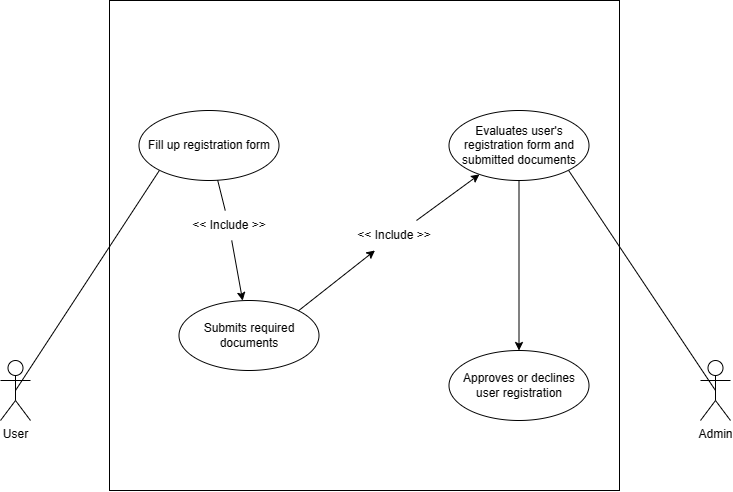 Fill up registration form
Evaluates user's
registration form and
submitted documents
<< Include >>
<< Include >>
Submits required
documents
Approves or declines
user registration
User
Admin